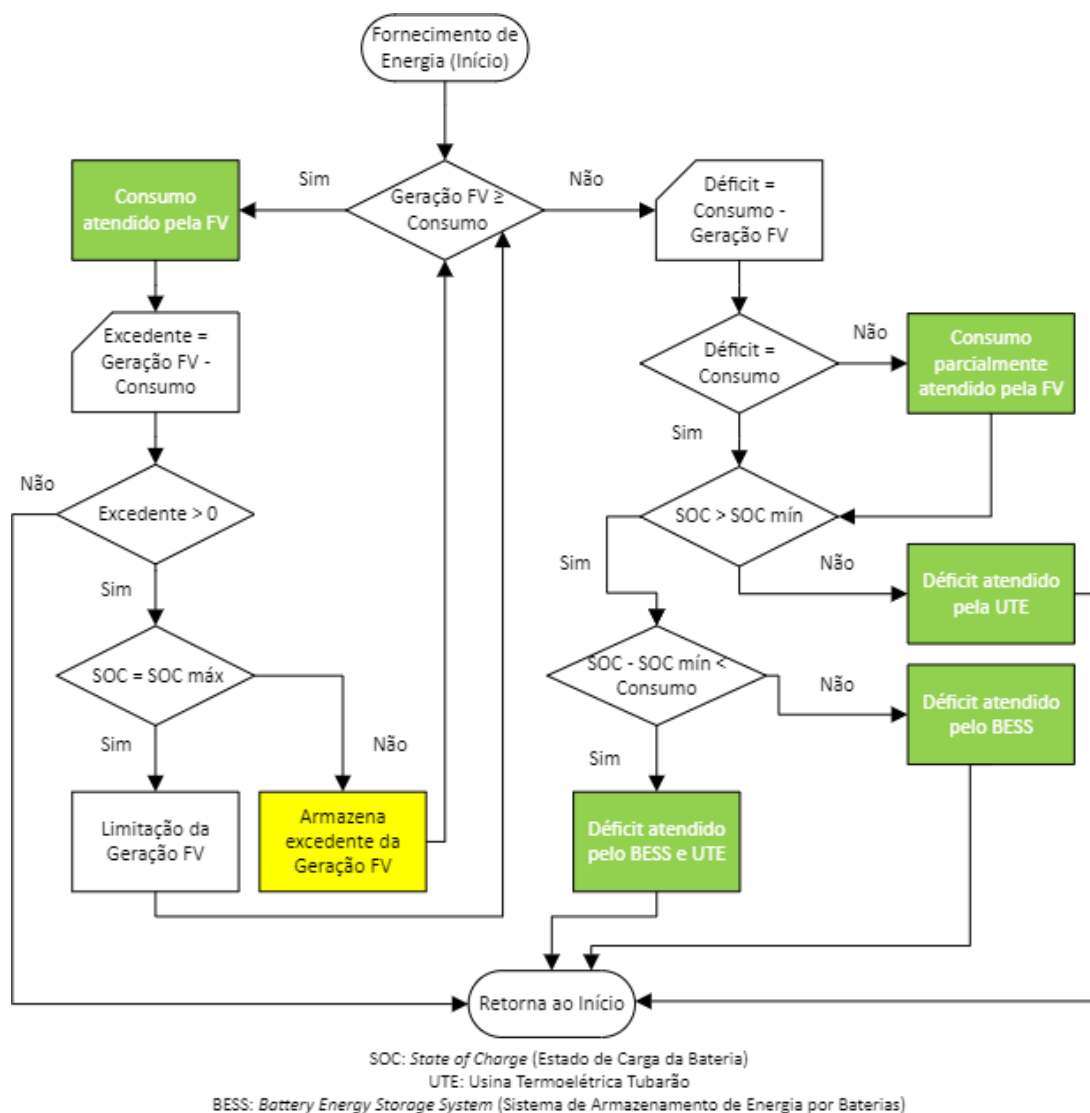 Fornecimento de
Energia (Início)
Sim
Geração FV ≥
Consumo
Não
Consumo
atendido pela FV
Déficit =
Consumo -
Geração FV
Excedente =
Geração FV -
Consumo
Déficit =
Consumo
Não
Consumo
parcialmente
atendido pela FV
Sim
Não
Excedente > 0
SOC > SOC mín
Sim
Sim
Não
Déficit atendido
pela UTE
SOC = SOC máx
SOC - SOC mín <
Consumo
Não
Déficit atendido
pelo BESS
Sim
Não
Sim
Limitação da
Geração FV
Armazena
excedente da
Geração FV
Déficit atendido
pelo BESS e UTE
Retorna ao Início
SOC: State of Charge (Estado de Carga da Bateria)
UTE: Usina Termoelétrica Tubarão
BESS: Battery Energy Storage System (Sistema de Armazenamento de Energia por Baterias)